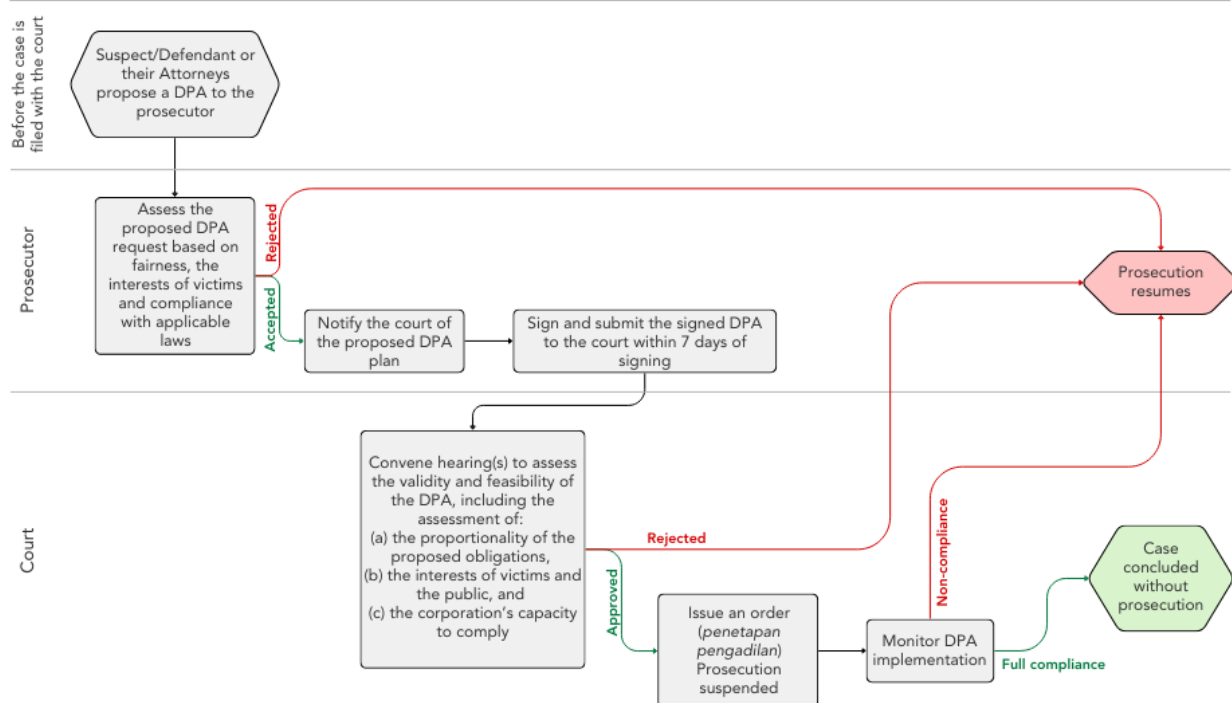 Before the case is
filed with the court
Suspect/Defendant or
their Attorneys
propose a DPA to the
prosecutor
Prosecutor
Assess the
proposed DPA
request based on
fairness, the
interests of victims
and compliance
with applicable
laws
Rejected
Accepted
Notify the court of
the proposed DPA
plan
Sign and submit the signed DPA
to the court within 7 days of
signing
Prosecution
resumes
Court
Convene hearing(s) to assess
the validity and feasibility of
the DPA, including the
assessment of:
(a) the proportionality of the
proposed obligations,
(b) the interests of victims and
the public, and
(c) the corporation's capacity
to comply
Rejected
Approved
Issue an order
(penetapan
pengadilan)
Prosecution
suspended
Monitor DPA
implementation
Non-compliance
Full compliance
Case
concluded
without
prosecution